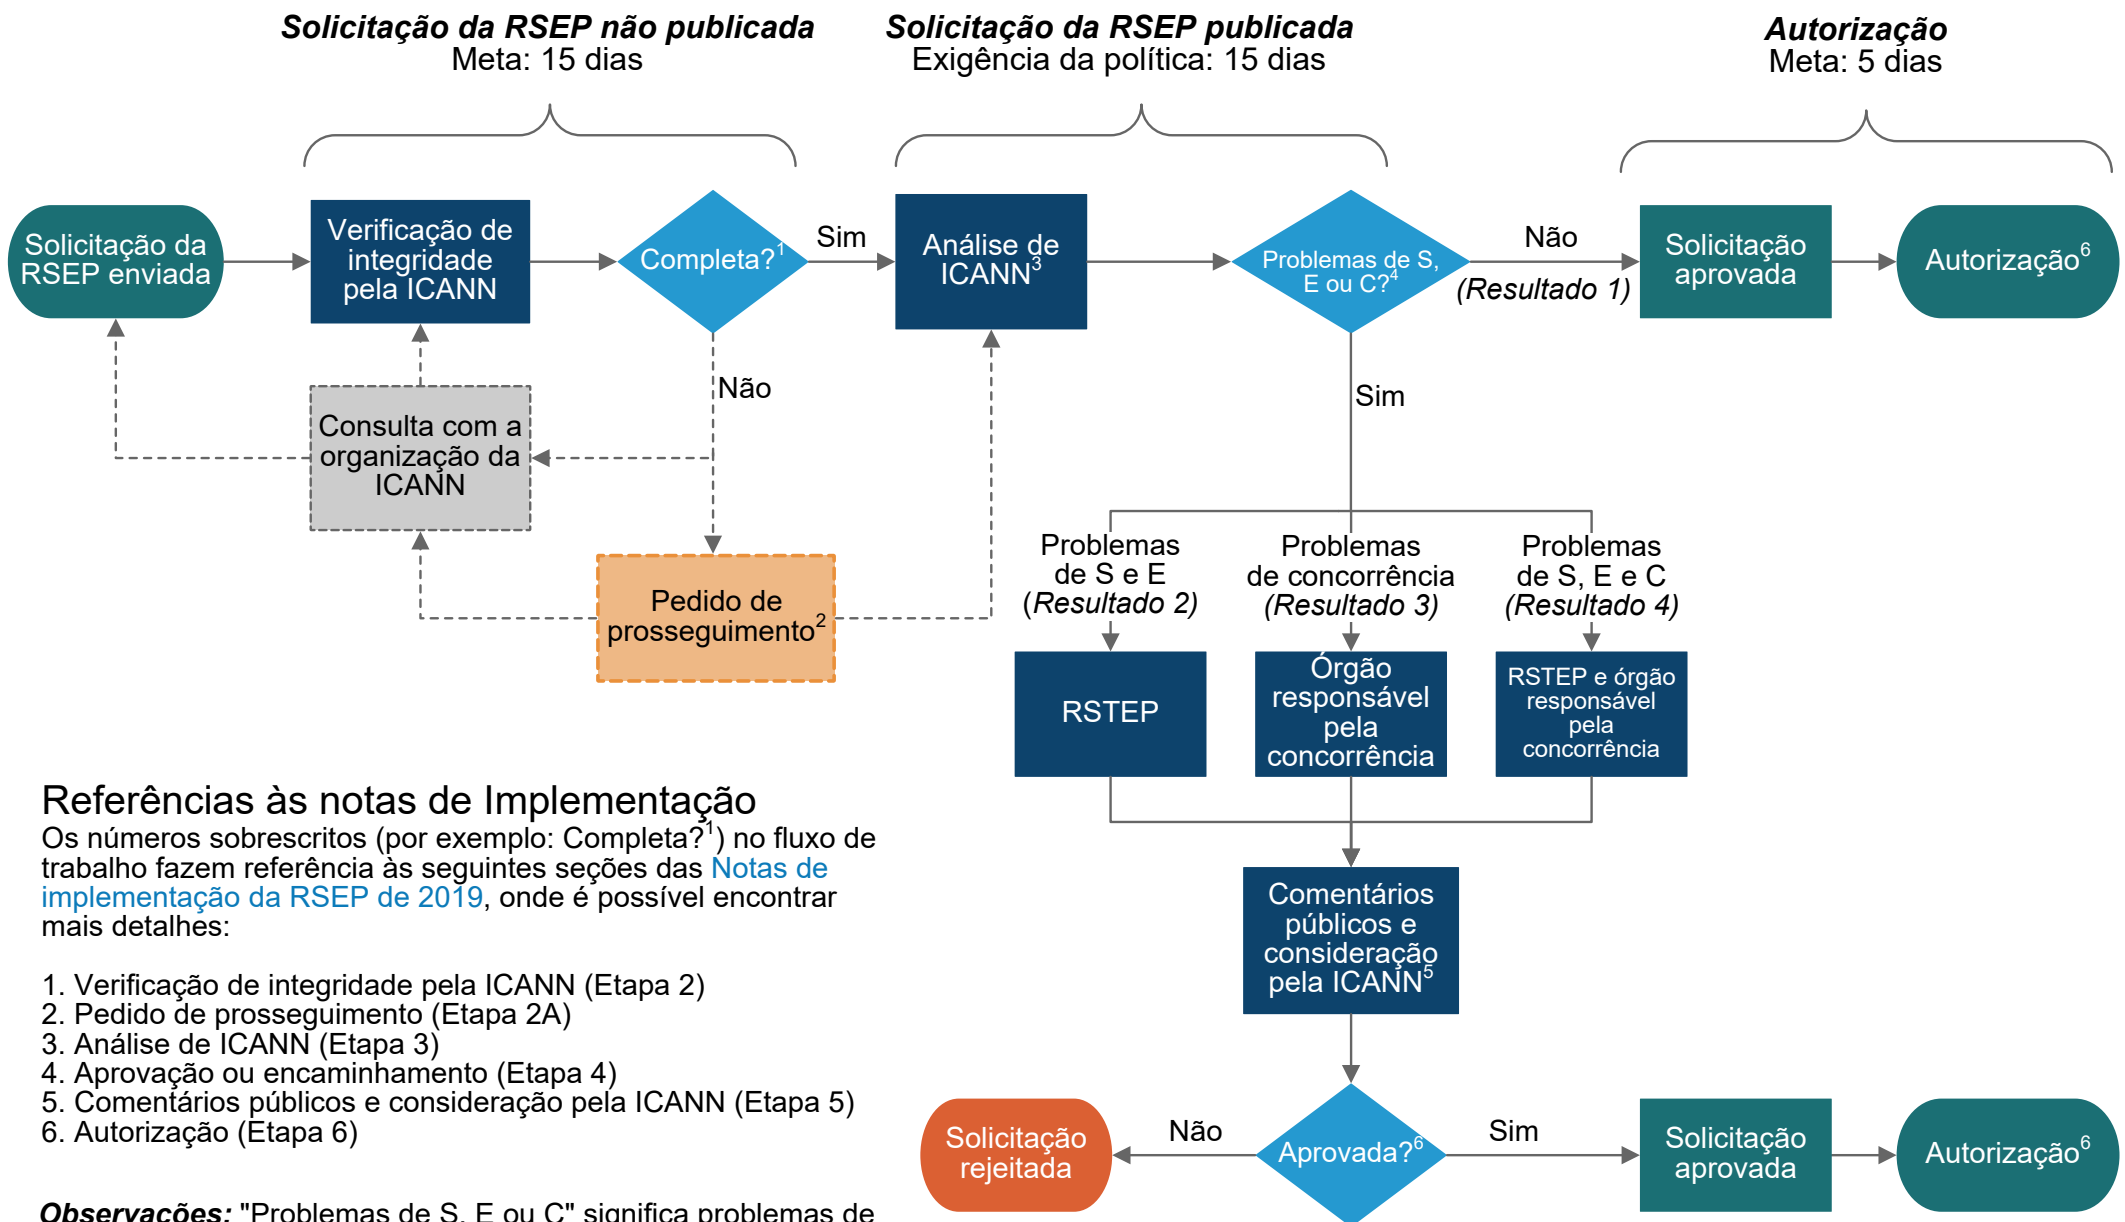 Solicitação da RSEP não publicada
Meta: 15 dias
Solicitação da RSEP publicada
Exigência da política: 15 dias
Autorização
Meta: 5 dias
Solicitação da
RSEP enviada
Verificação de
integridade
pela ICANN
Completa?1
Sim
Análise de
ICANN3
Problemas de S,
E ou C?4
Não
(Resultado 1)
Solicitação
aprovada
Autorização6
Não
Sim
Consulta com a
organização da
ICANN
Pedido de
prosseguimento2
Problemas
de S e E
(Resultado 2)
Problemas
de concorrência
(Resultado 3)
Problemas
de S, E e C
(Resultado 4)
RSTEP
Órgão
responsável
pela
concorrência
RSTEP e órgão
responsável
pela
concorrência
Referências às notas de Implementação
Os números sobrescritos (por exemplo: Completa?1) no fluxo de
trabalho fazem referência às seguintes seções das Notas de
implementação da RSEP de 2019, onde é possível encontrar
mais detalhes:
1. Verificação de integridade pela ICANN (Etapa 2)
2. Pedido de prosseguimento (Etapa 2A)
3. Análise de ICANN (Etapa 3)
4. Aprovação ou encaminhamento (Etapa 4)
5. Comentários públicos e consideração pela ICANN (Etapa 5)
6. Autorização (Etapa 6)
Comentários
públicos e
consideração
pela ICANN5
Solicitação
rejeitada
Não
Aprovada?6
Sim
Solicitação
aprovada
Autorização6
Observações: "Problemas de S, E ou C" significa problemas de